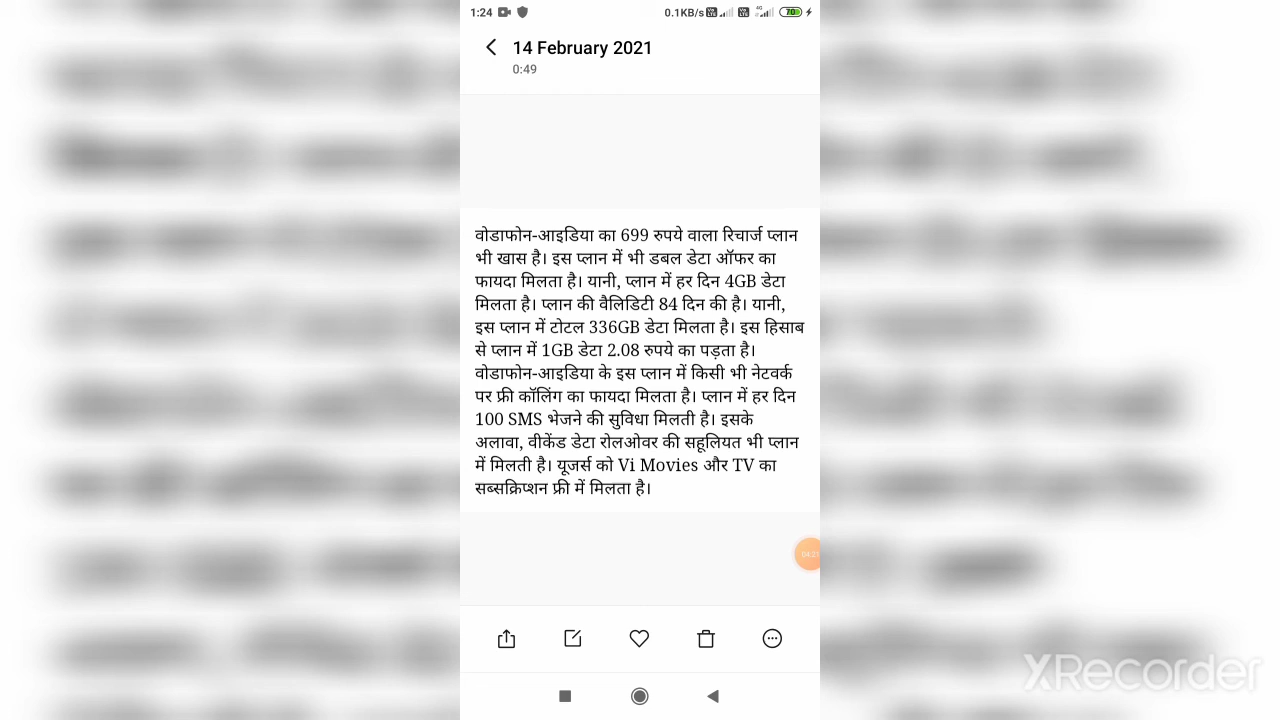 1:24
0.1KB/s
4G
70
14 February 2021
0:49
वोडाफोन-आइडिया का 699 रुपये वाला रिचार्ज प्लान
भी खास है। इस प्लान में भी डबल डेटा ऑफर का
फायदा मिलता है। यानी, प्लान में हर दिन 4GB डेटा
मिलता है। प्लान की वैलिडिटी 84 दिन की है। यानी,
इस प्लान में टोटल 336GB डेटा मिलता है। इस हिसाब
से प्लान में 1GB डेटा 2.08 रुपये का पड़ता है।
वोडाफोन-आइडिया के इस प्लान में किसी भी नेटवर्क
पर फ्री कॉलिंग का फायदा मिलता है। प्लान में हर दिन
100 SMS भेजने की सुविधा मिलती है। इसके
अलावा, वीकेंड डेटा रोलओवर की सहूलियत भी प्लान
में मिलती है। यूजर्स को Vi Movies और TV का
सब्सक्रिप्शन फ्री में मिलता है।
XRecorder